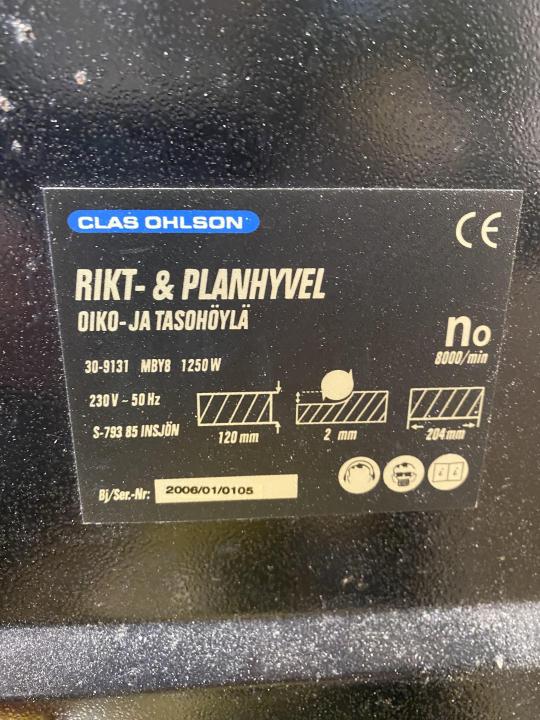 CLAS OHLSON
CE
RIKT- & PLANHYVEL
OIKO- JA TASOHÖYLÄ
no
8000/min
30-9131 MBY8 1250 W
230 V ~ 50 Hz
S-793 85 INSJÖN
120 mm
2 mm
204 mm
Bj/Ser.-Nr: 2006/01/0105